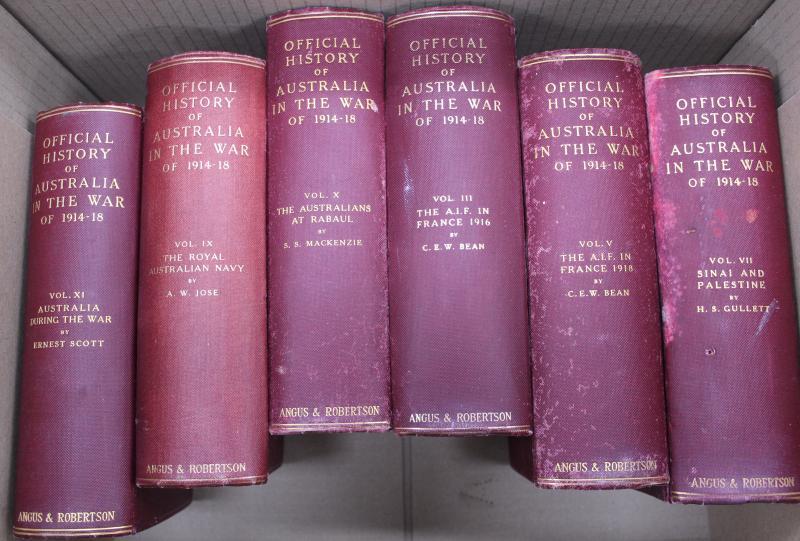 OFFICIAL
HISTORY
OF
AUSTRALIA
IN THE WAR
OF 1914-18
VOL. XI
AUSTRALIA
DURING THE WAR
BY
ERNEST SCOTT
ANGUS & ROBERTSON
OFFICIAL
HISTORY
OF
AUSTRALIA
IN THE WAR
OF 1914-18
VOL. IX
THE ROYAL
AUSTRALIAN NAVY
BY
A. W. JOSE
ANGUS & ROBERTSON
OFFICIAL
HISTORY
OF
AUSTRALIA
IN THE WAR
OF 1914-18
VOL. X
THE AUSTRALIANS
AT RABAUL
BY
S. S. MACKENZIE
ANGUS & ROBERTSON
OFFICIAL
HISTORY
OF
AUSTRALIA
IN THE WAR
OF 1914-18
VOL. III
THE A.I.F. IN
FRANCE 1916
BY
C. E. W. BEAN
ANGUS & ROBERTSON
OFFICIAL
HISTORY
OF
AUSTRALIA
IN THE WAR
OF 1914-18
VOL. V
THE A.I.F. IN
FRANCE 1918
BY
C. E. W. BEAN
ANGUS & ROBERTSON
OFFICIAL
HISTORY
OF
AUSTRALIA
IN THE WAR
OF 1914-18
VOL. VII
SINAI AND
PALESTINE
BY
H. S. GULLETT
ANGUS & ROBERTSON